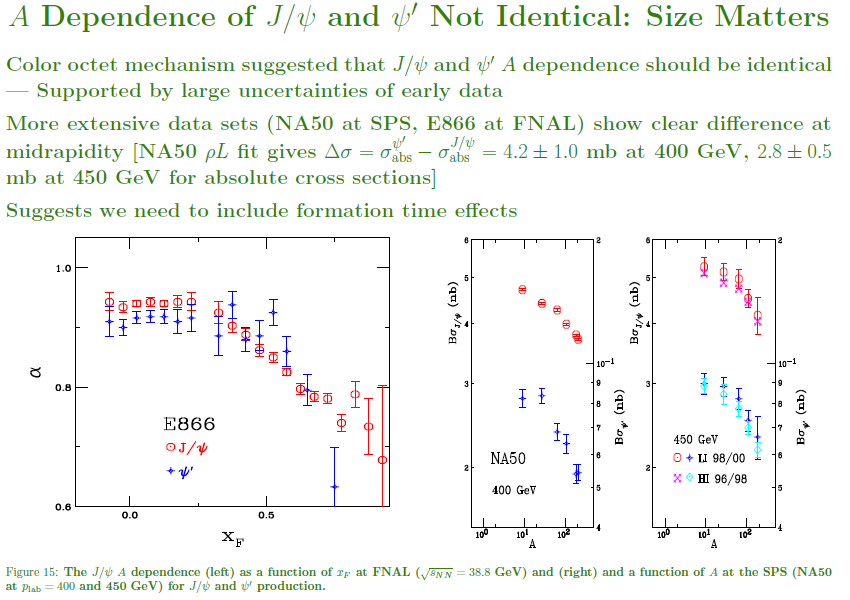 A Dependence of J/ψ and ψ′ Not Identical: Size Matters
Color octet mechanism suggested that J/ψ and ψ′ A dependence should be identical
— Supported by large uncertainties of early data
More extensive data sets (NA50 at SPS, E866 at FNAL) show clear difference at
midrapidity [NA50 ρL fit gives Δσ = σ_abs^ψ′ − σ_abs^J/ψ = 4.2 ± 1.0 mb at 400 GeV, 2.8 ± 0.5
mb at 450 GeV for absolute cross sections]
Suggests we need to include formation time effects
1.0
0.8
0.6
α
E866
J/ψ
ψ′
0.0 0.5
x_F
6
5
4
3
2
Bσ_J/ψ (nb)
NA50
400 GeV
10^0 10^1 10^2
A
2
10^-1
9
8
7
6
5
4
Bσ_ψ′ (nb)
6
5
4
3
2
Bσ_J/ψ (nb)
450 GeV
LI 98/00
HI 96/98
10^0 10^1 10^2
A
2
10^-1
9
8
7
6
5
4
Bσ_ψ′ (nb)
Figure 15: The J/ψ A dependence (left) as a function of x_F at FNAL (√s_NN = 38.8 GeV) and (right) and a function of A at the SPS (NA50
at p_lab = 400 and 450 GeV) for J/ψ and ψ′ production.